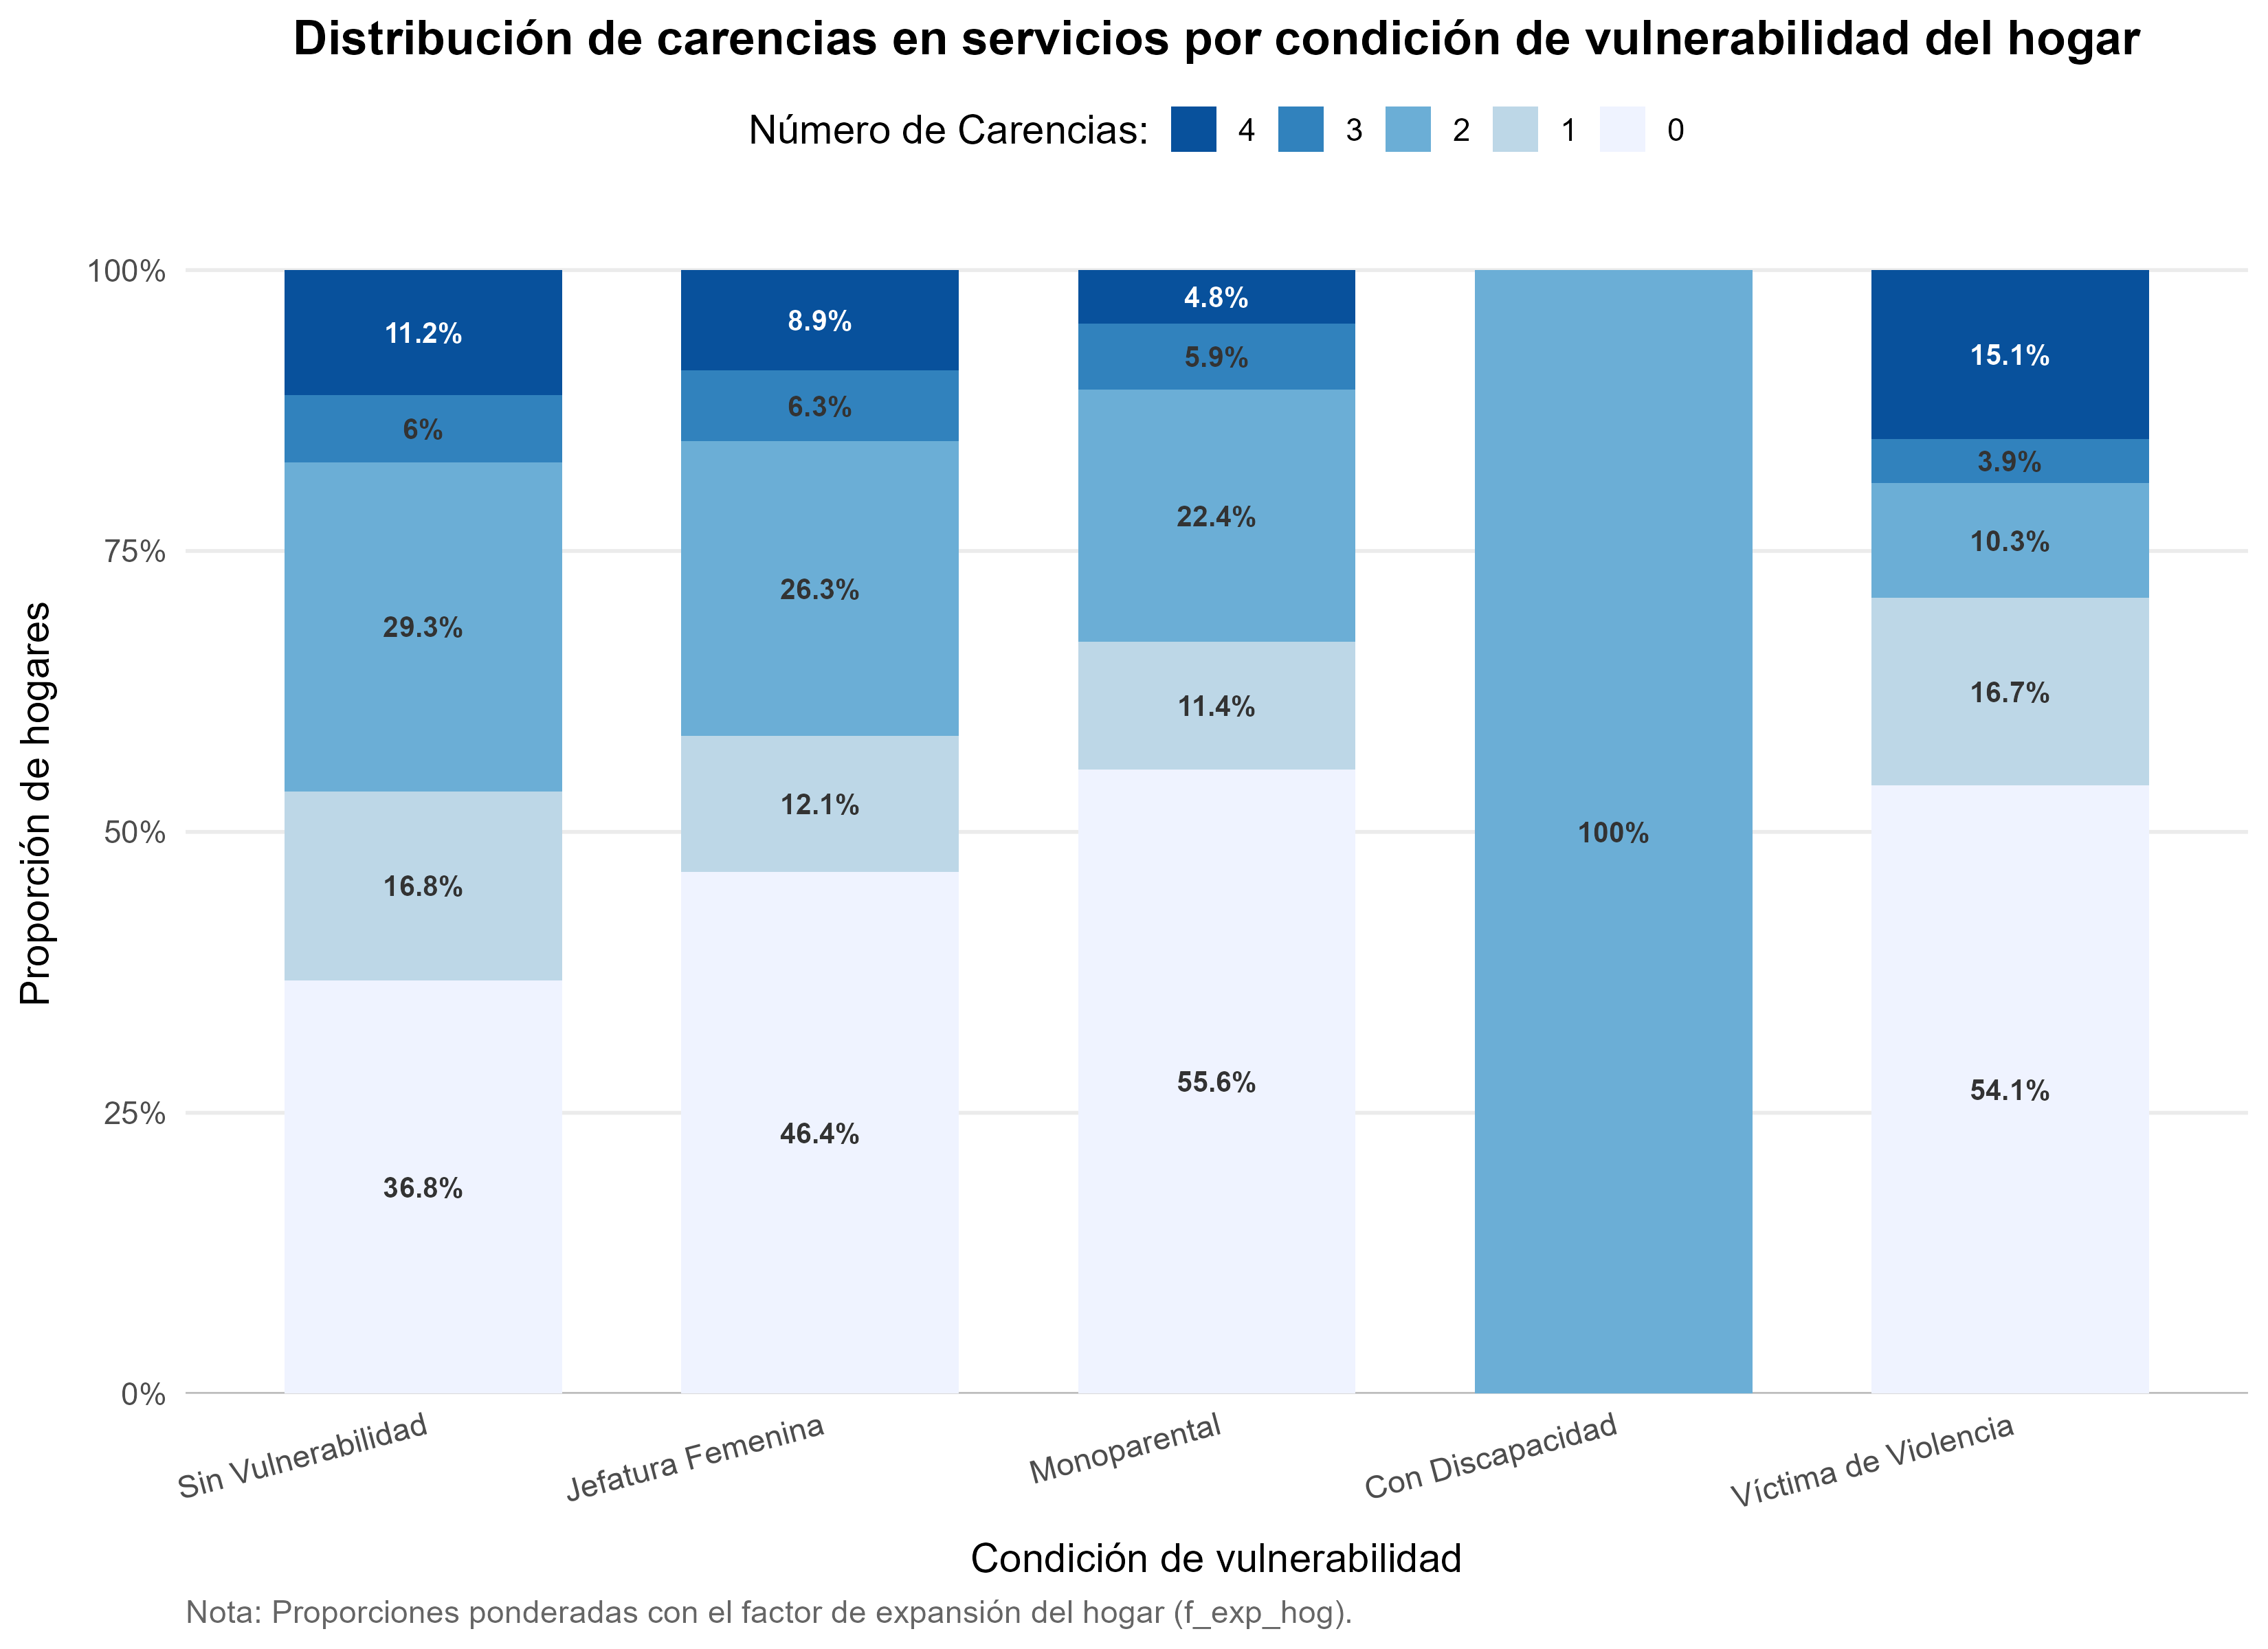 Distribución de carencias en servicios por condición de vulnerabilidad del hogar
Número de Carencias: 4 3 2 1 0
Proporción de hogares
100%
75%
50%
25%
0%
11.2%
6%
29.3%
16.8%
36.8%
8.9%
6.3%
26.3%
12.1%
46.4%
4.8%
5.9%
22.4%
11.4%
55.6%
100%
15.1%
3.9%
10.3%
16.7%
54.1%
Sin Vulnerabilidad
Jefatura Femenina
Monoparental
Con Discapacidad
Víctima de Violencia
Condición de vulnerabilidad
Nota: Proporciones ponderadas con el factor de expansión del hogar (f_exp_hog).